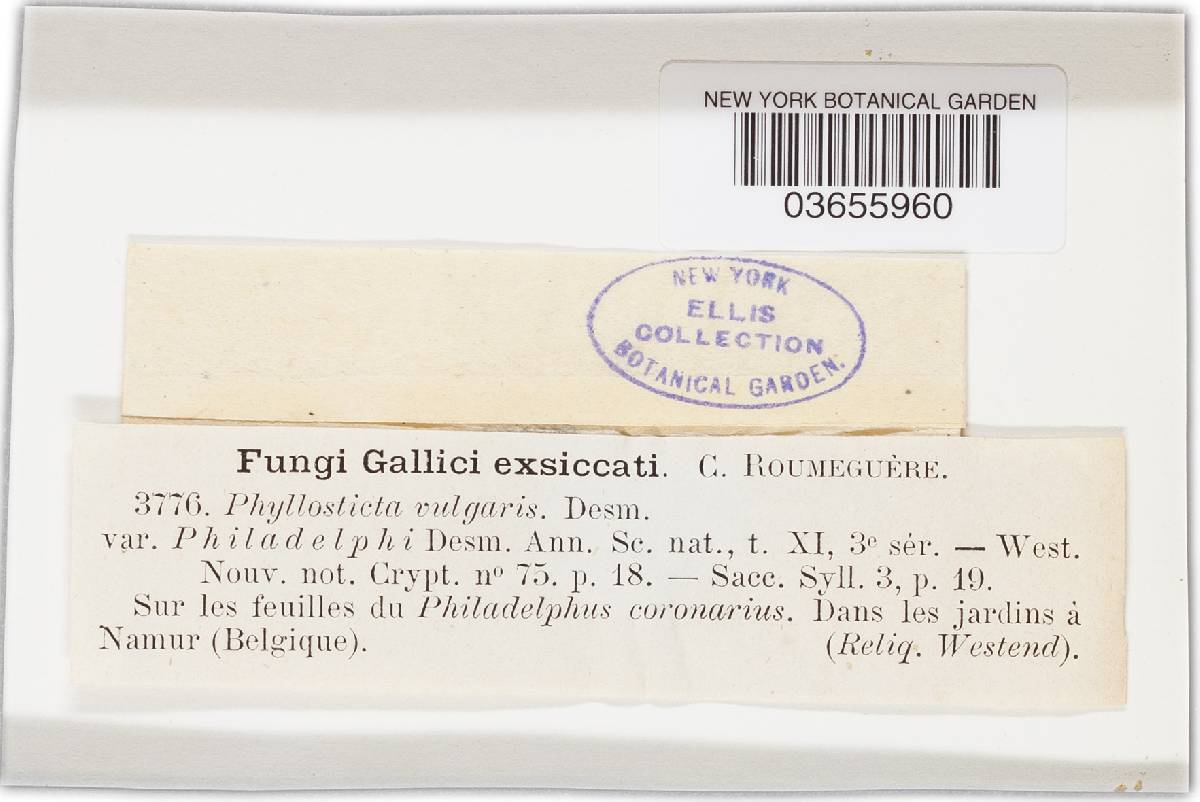 NEW YORK BOTANICAL GARDEN
03655960
NEW YORK
ELLIS
COLLECTION
BOTANICAL GARDEN.
Fungi Gallici exsiccati. C. ROUMEGUÈRE.
3776. Phyllosticta vulgaris. Desm.
var. Philadelphi Desm. Ann. Sc. nat., t. XI, 3e sér. — West.
Nouv. not. Crypt. no 75. p. 18. — Sacc. Syll. 3, p. 19.
Sur les feuilles du Philadelphus coronarius. Dans les jardins à
Namur (Belgique). (Reliq. Westend).